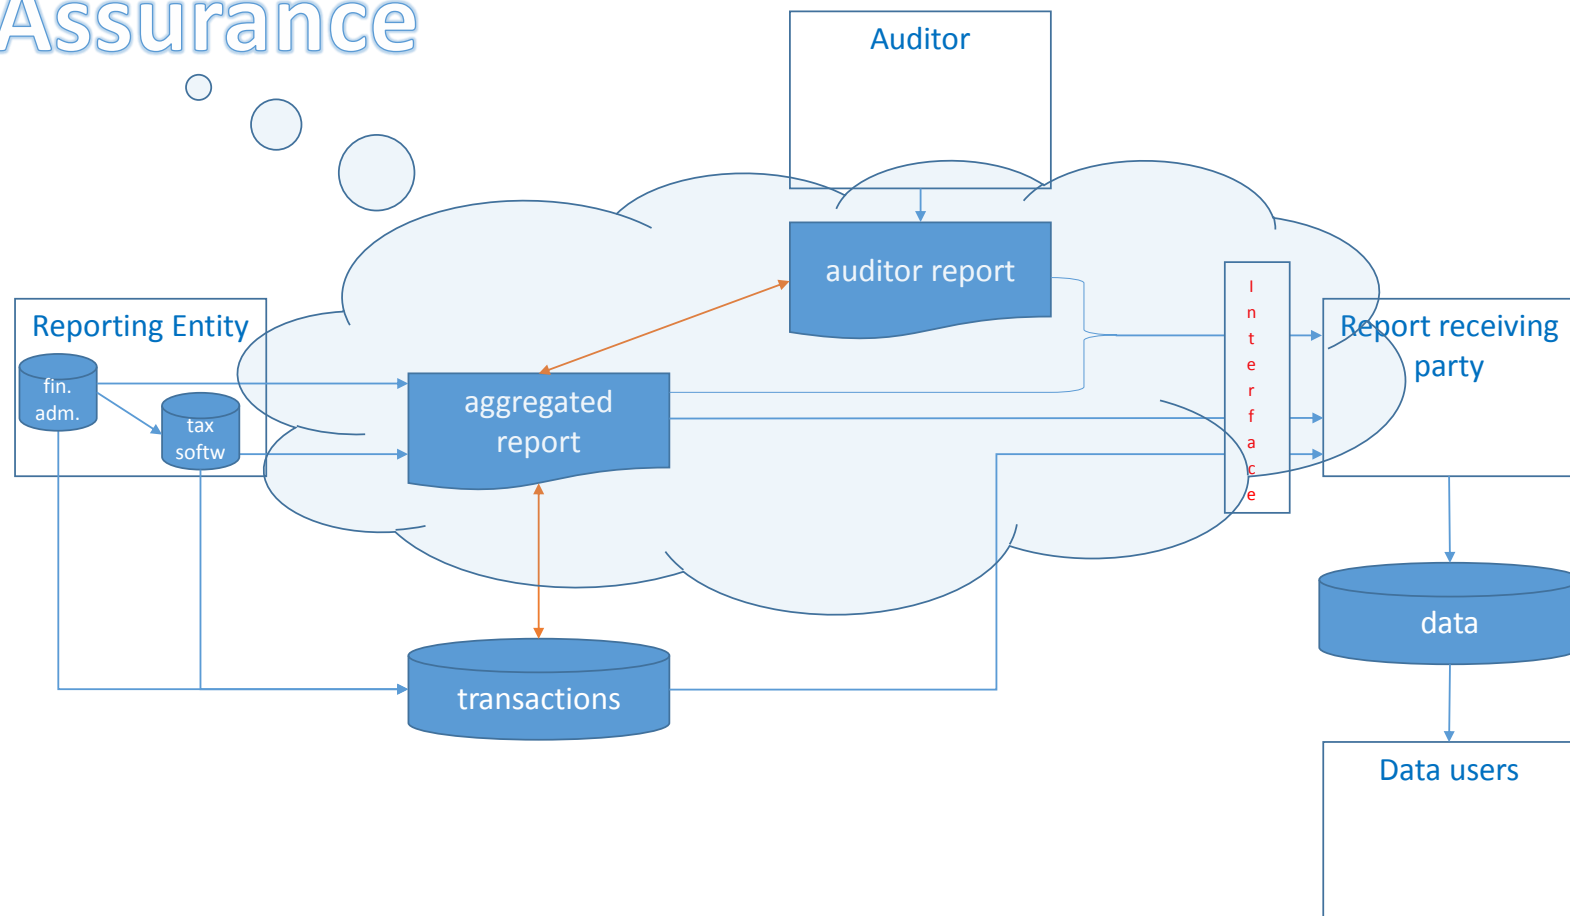 Assurance
Auditor
auditor report
Reporting Entity
fin.
adm.
tax
softw
aggregated
report
Interface
Report receiving
party
transactions
data
Data users